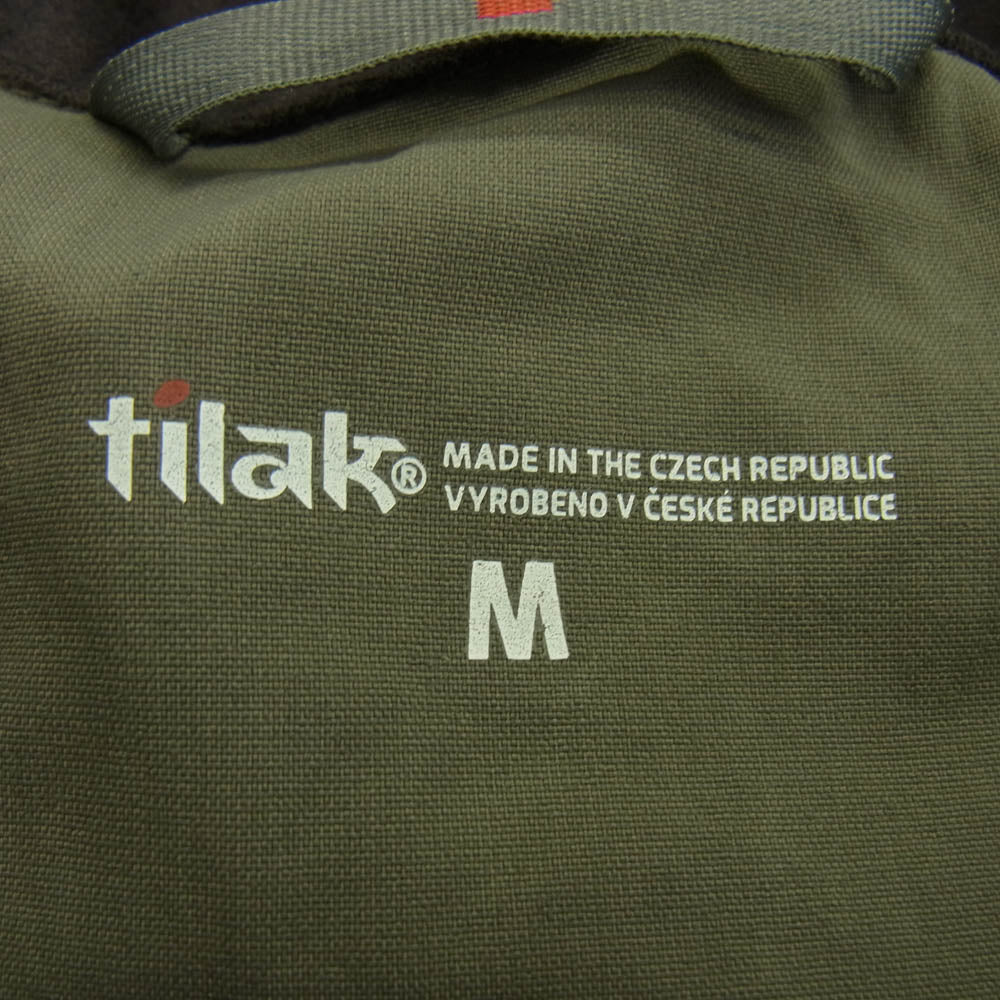 tilak®
MADE IN THE CZECH REPUBLIC
VYROBENO V ČESKÉ REPUBLICE
M